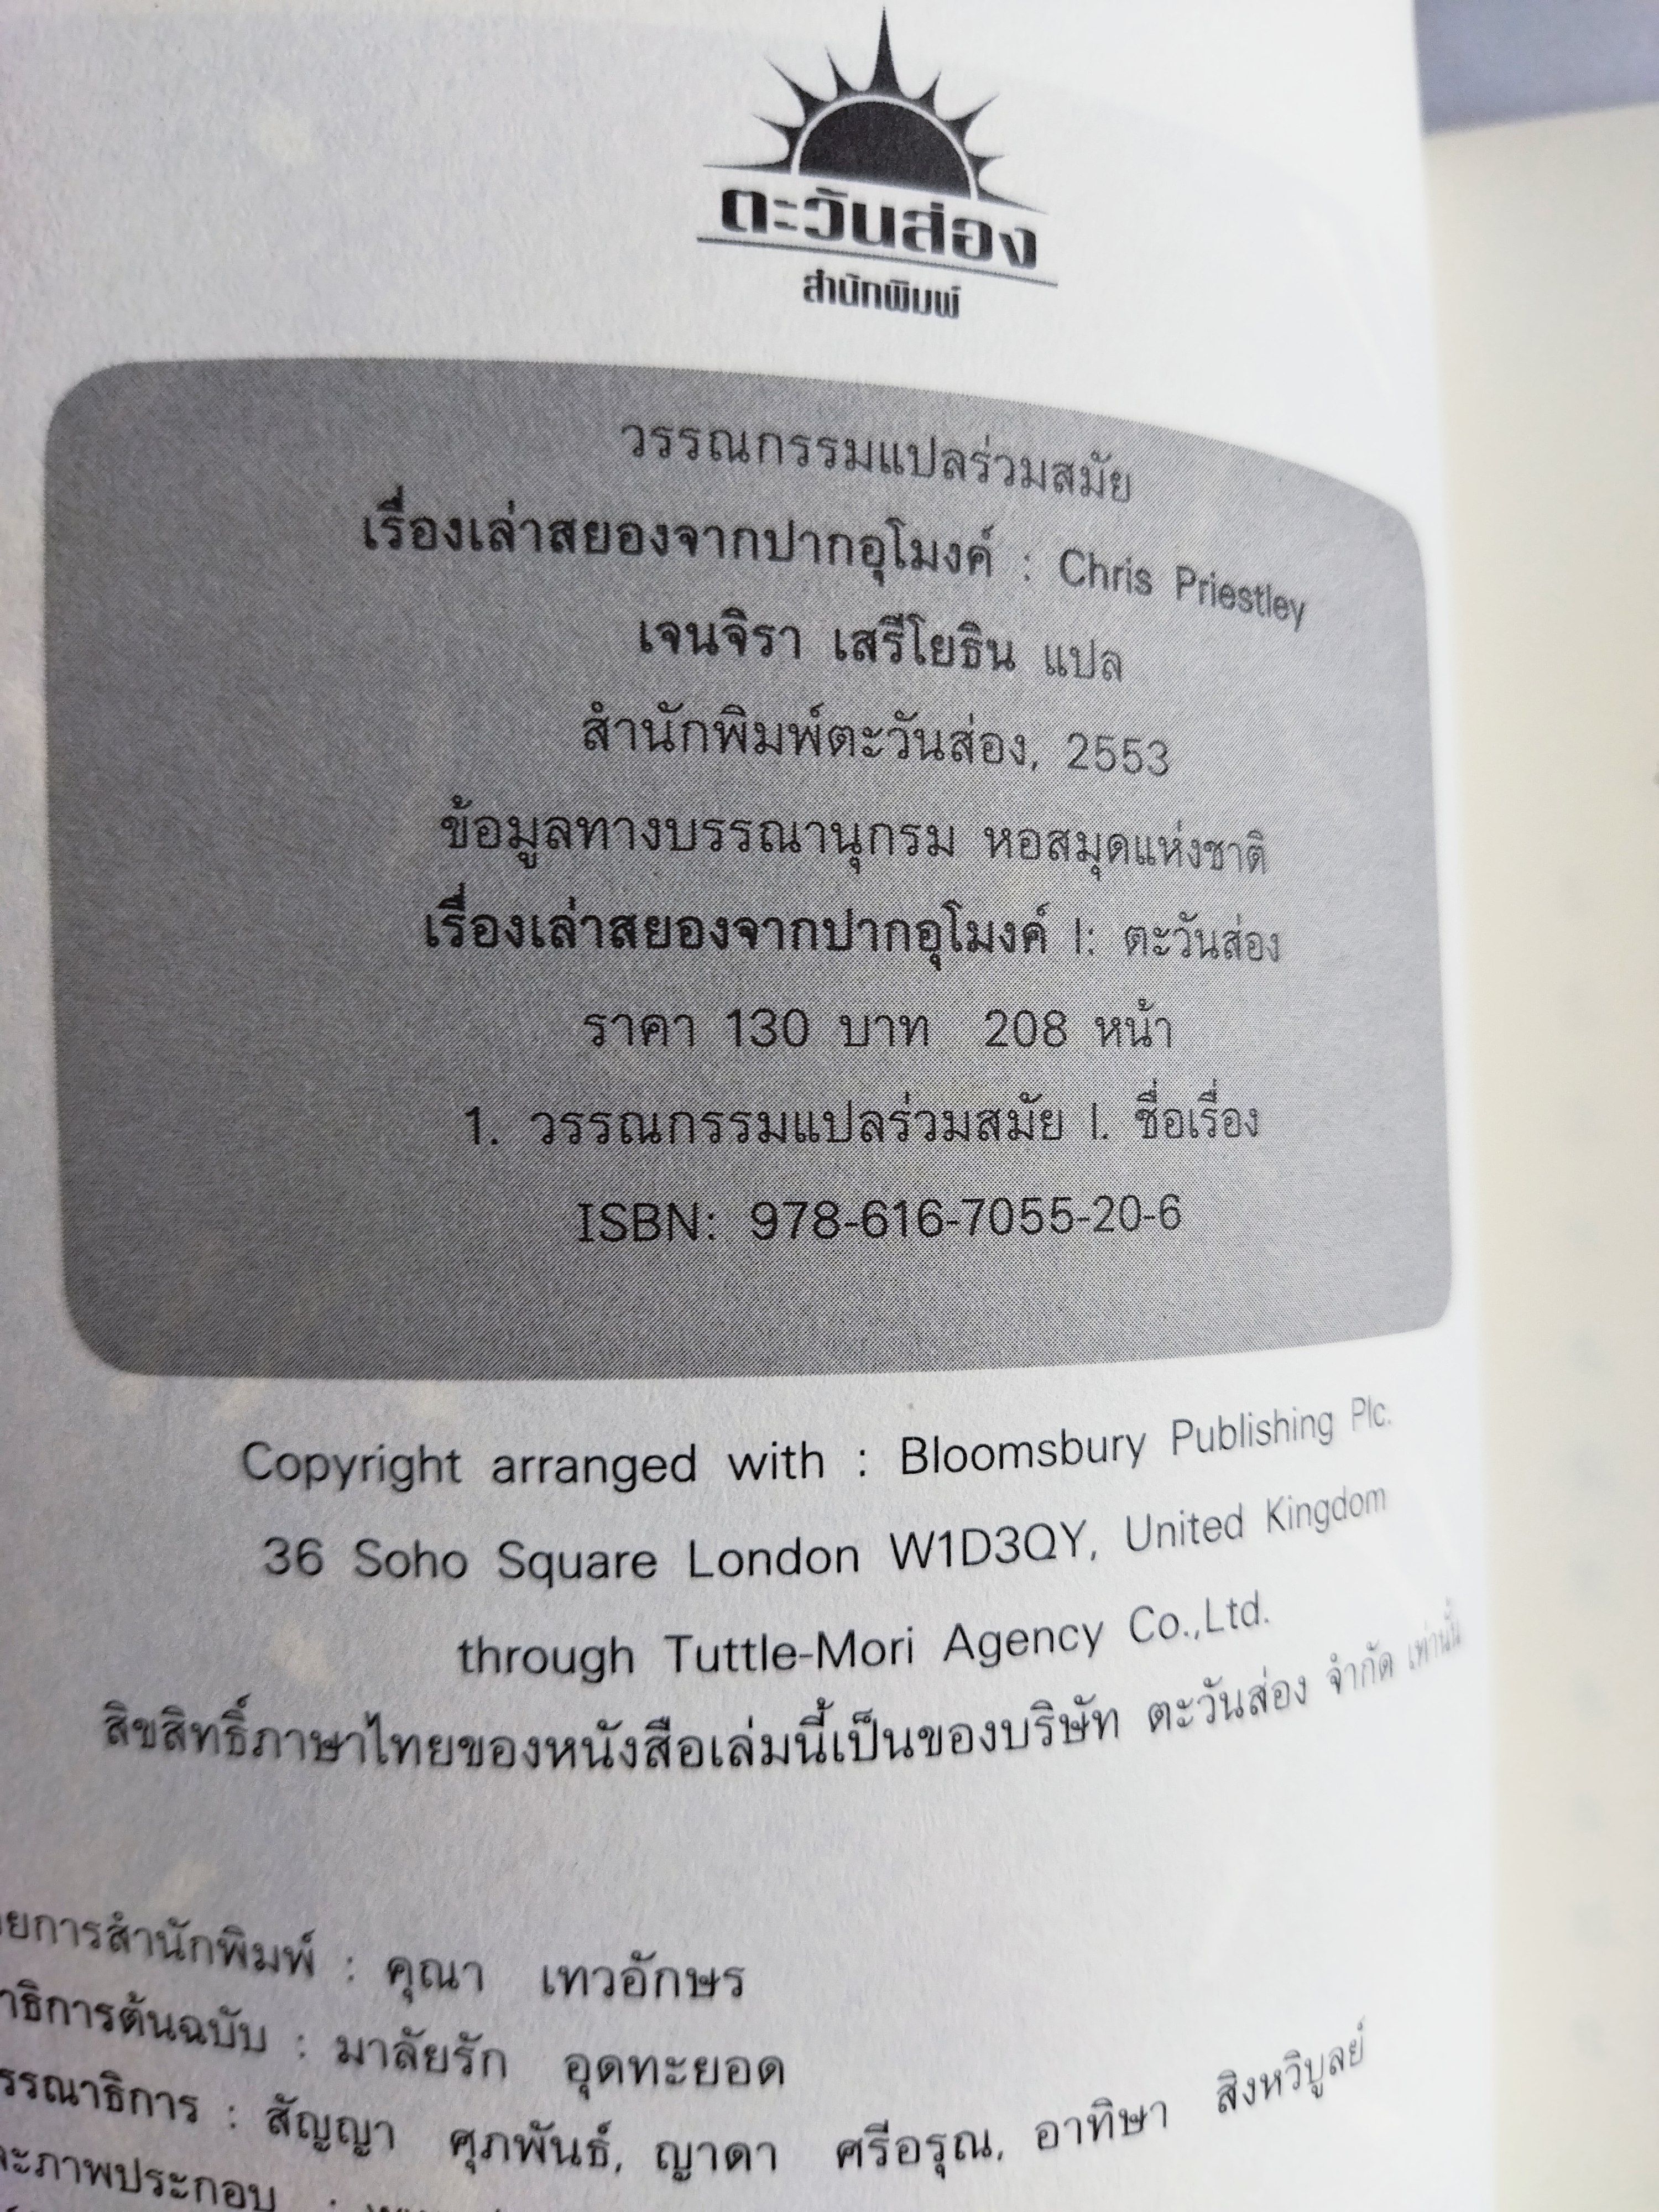 ตะวันส่อง
สำนักพิมพ์
วรรณกรรมแปลร่วมสมัย
เรื่องเล่าสยองจากปากอุโมงค์ : Chris Priestley
เจนจิรา เสรีโยธิน แปล
สำนักพิมพ์ตะวันส่อง, 2553
ข้อมูลทางบรรณานุกรม หอสมุดแห่งชาติ
เรื่องเล่าสยองจากปากอุโมงค์ I: ตะวันส่อง
ราคา 130 บาท 208 หน้า
1. วรรณกรรมแปลร่วมสมัย I. ชื่อเรื่อง
ISBN: 978-616-7055-20-6
Copyright arranged with : Bloomsbury Publishing Plc.
36 Soho Square London W1D3QY, United Kingdom
through Tuttle-Mori Agency Co.,Ltd.
สิขสิทธิ์ภาษาไทยของหนังสือเล่มนี้เป็นของบริษัท ตะวันส่อง จำกัด เท่านั้น
ยการสำนักพิมพ์ : คุณา เทวอักษร
าธิการต้นฉบับ : มาลัยรัก อุดทะยอด
รรณาธิการ : สัญญา ศุภพันธ์, ญาดา ศรีอรุณ, อาทิษา สิงหวิบูลย์
ะภาพประกอบ :